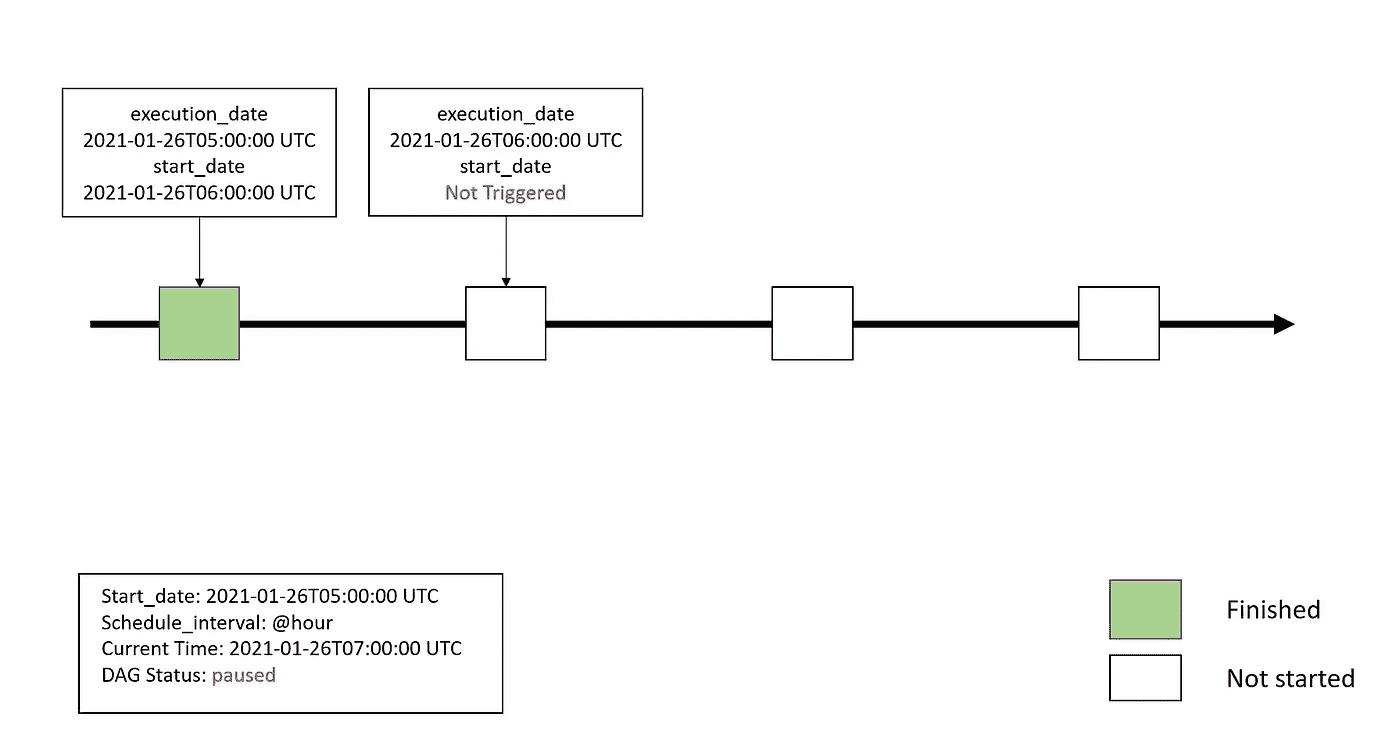 execution_date
2021-01-26T05:00:00 UTC
start_date
2021-01-26T06:00:00 UTC
execution_date
2021-01-26T06:00:00 UTC
start_date
Not Triggered
Start_date: 2021-01-26T05:00:00 UTC
Schedule_interval: @hour
Current Time: 2021-01-26T07:00:00 UTC
DAG Status: paused
Finished
Not started